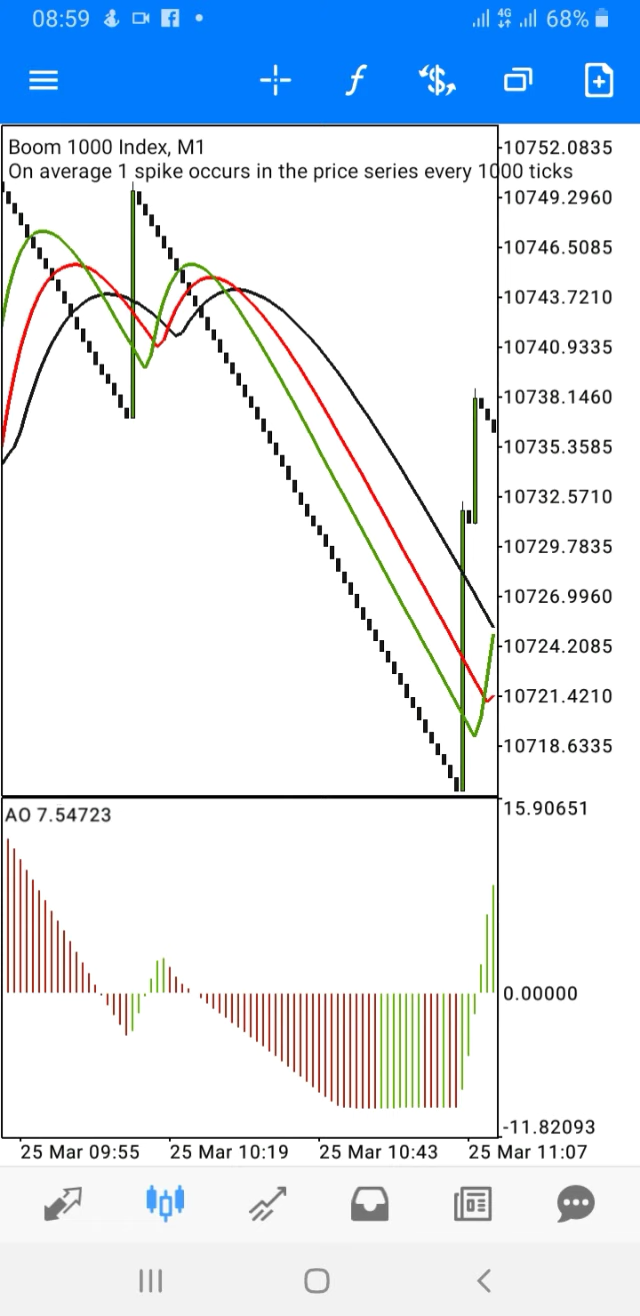 08:59
4G
68%
f
$
Boom 1000 Index, M1
On average 1 spike occurs in the price series every 1000 ticks
10752.0835
10749.2960
10746.5085
10743.7210
10740.9335
10738.1460
10735.3585
10732.5710
10729.7835
10726.9960
10724.2085
10721.4210
10718.6335
AO 7.54723
15.90651
0.00000
-11.82093
25 Mar 09:55
25 Mar 10:19
25 Mar 10:43
25 Mar 11:07